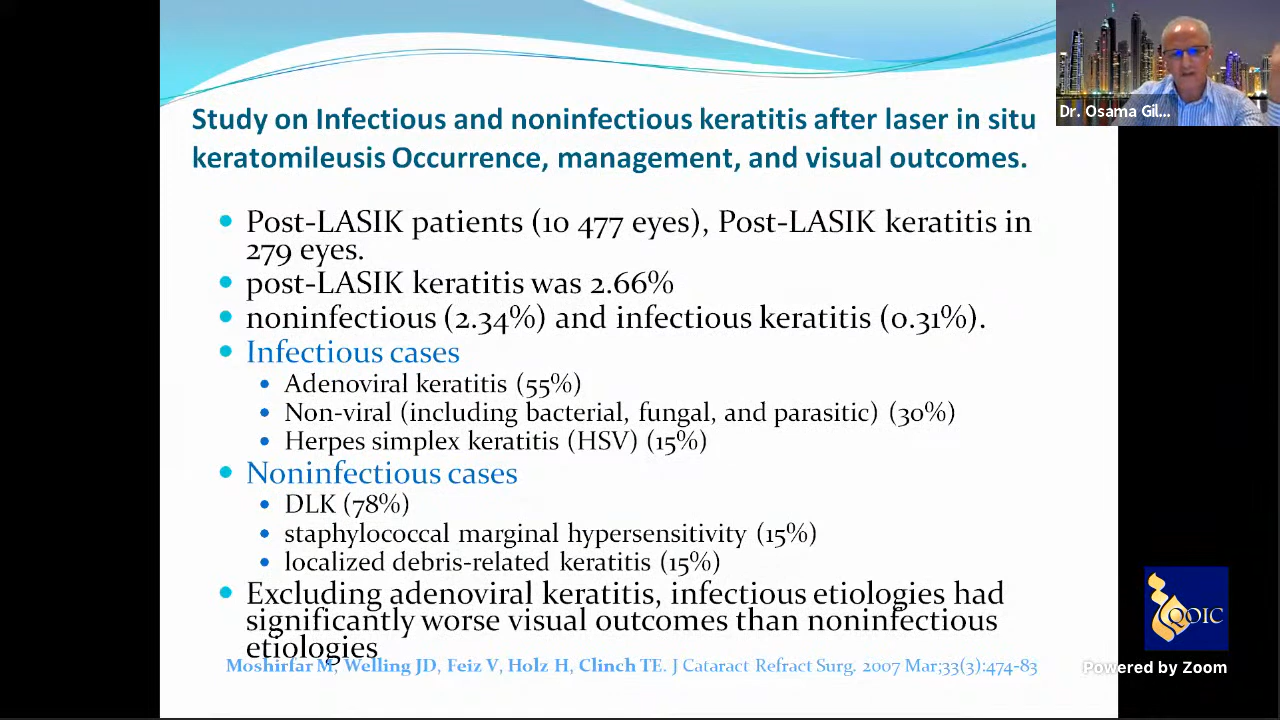 Study on Infectious and noninfectious keratitis after laser in situ
keratomileusis Occurrence, management, and visual outcomes.
Post-LASIK patients (10 477 eyes), Post-LASIK keratitis in
279 eyes.
post-LASIK keratitis was 2.66%
noninfectious (2.34%) and infectious keratitis (0.31%).
Infectious cases
Adenoviral keratitis (55%)
Non-viral (including bacterial, fungal, and parasitic) (30%)
Herpes simplex keratitis (HSV) (15%)
Noninfectious cases
DLK (78%)
staphylococcal marginal hypersensitivity (15%)
localized debris-related keratitis (15%)
Excluding adenoviral keratitis, infectious etiologies had
significantly worse visual outcomes than noninfectious
etiologies
Moshirfar M, Welling JD, Feiz V, Holz H, Clinch TE. J Cataract Refract Surg. 2007 Mar;33(3):474-83
Dr. Osama Gil...
QOIC
Powered by Zoom